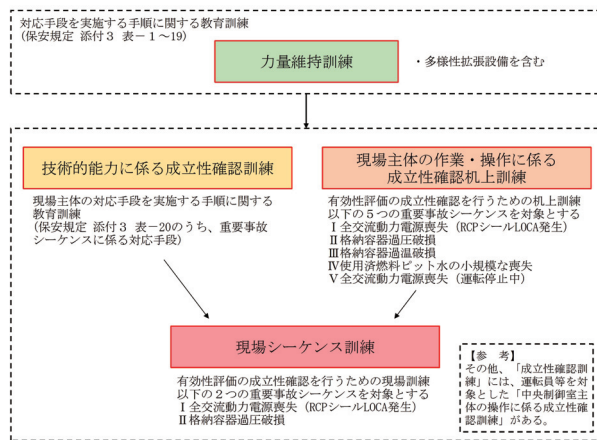 対応手段を実施する手順に関する教育訓練
(保安規定 添付3 表-1~19)
力量維持訓練
・多様性拡張設備を含む
技術的能力に係る成立性確認訓練
現場主体の対応手段を実施する手順に関する
教育訓練
(保安規定 添付3 表-20のうち、重要事故
シーケンスに係る対応手段)
現場主体の作業・操作に係る
成立性確認机上訓練
有効性評価の成立性確認を行うための机上訓練
以下の5つの重要事故シーケンスを対象とする
Ⅰ全交流動力電源喪失(RCPシールLOCA発生)
Ⅱ格納容器過圧破損
Ⅲ格納容器過温破損
Ⅳ使用済燃料ピット水の小規模な喪失
Ⅴ全交流動力電源喪失(運転停止中)
現場シーケンス訓練
有効性評価の成立性確認を行うための現場訓練
以下の2つの重要事故シーケンスを対象とする
Ⅰ全交流動力電源喪失(RCPシールLOCA発生)
Ⅱ格納容器過圧破損
【参 考】
その他、「成立性確認訓
練」には、運転員等を対
象とした「中央制御室主
体の操作に係る成立性確
認訓練」がある。